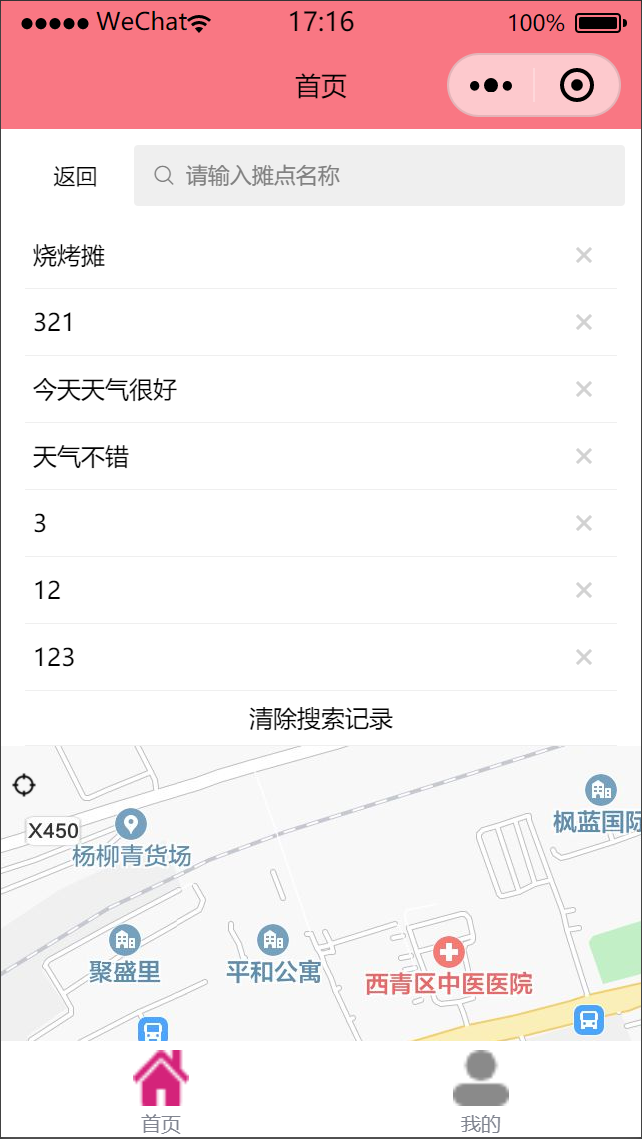 WeChat 17:16 100%
首页
返回 请输入摊点名称
烧烤摊
321
今天天气很好
天气不错
3
12
123
清除搜索记录
枫蓝国际
X450
杨柳青货场
聚盛里 平和公寓
西青区中医医院
首页 我的